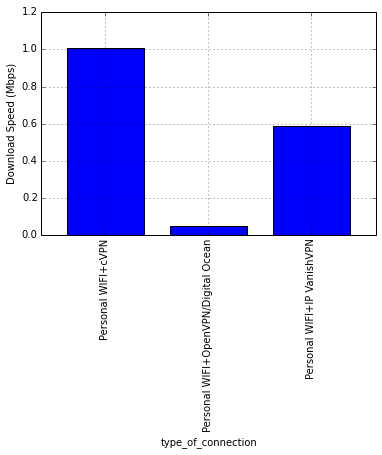 1.2
1.0
0.8
0.6
0.4
0.2
0.0
Download Speed (Mbps)
Personal WIFI+cVPN
Personal WIFI+OpenVPN/Digital Ocean
Personal WIFI+IP VanishVPN
type_of_connection